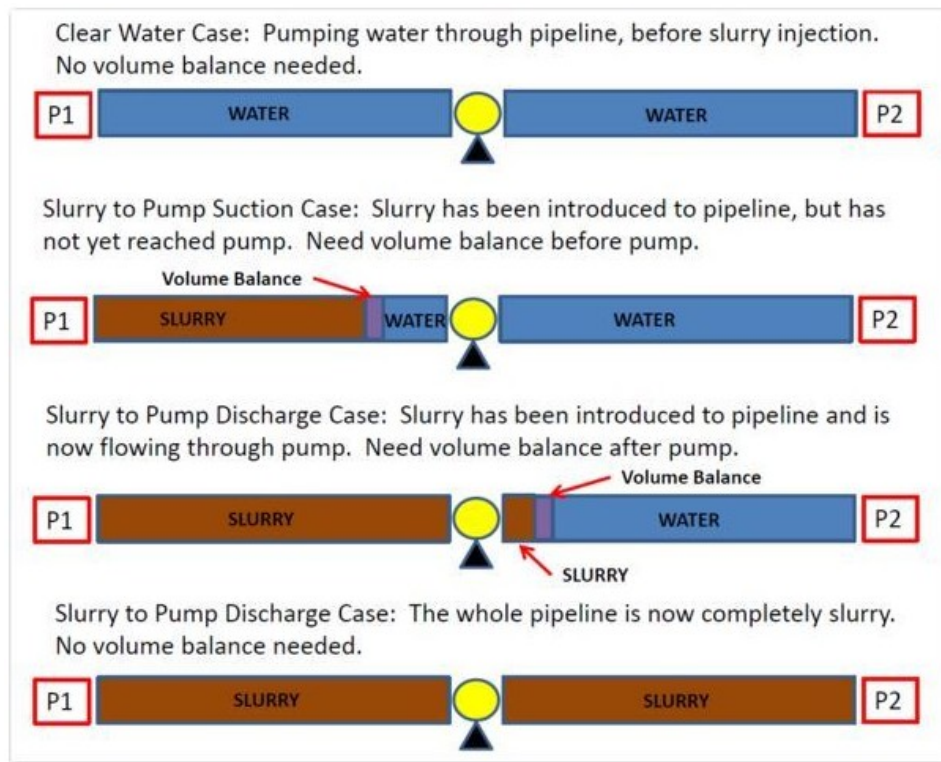 Clear Water Case: Pumping water through pipeline, before slurry injection.
No volume balance needed.
P1 WATER WATER P2
Slurry to Pump Suction Case: Slurry has been introduced to pipeline, but has
not yet reached pump. Need volume balance before pump.
Volume Balance
P1 SLURRY WATER WATER P2
Slurry to Pump Discharge Case: Slurry has been introduced to pipeline and is
now flowing through pump. Need volume balance after pump.
Volume Balance
P1 SLURRY WATER P2
SLURRY
Slurry to Pump Discharge Case: The whole pipeline is now completely slurry.
No volume balance needed.
P1 SLURRY SLURRY P2